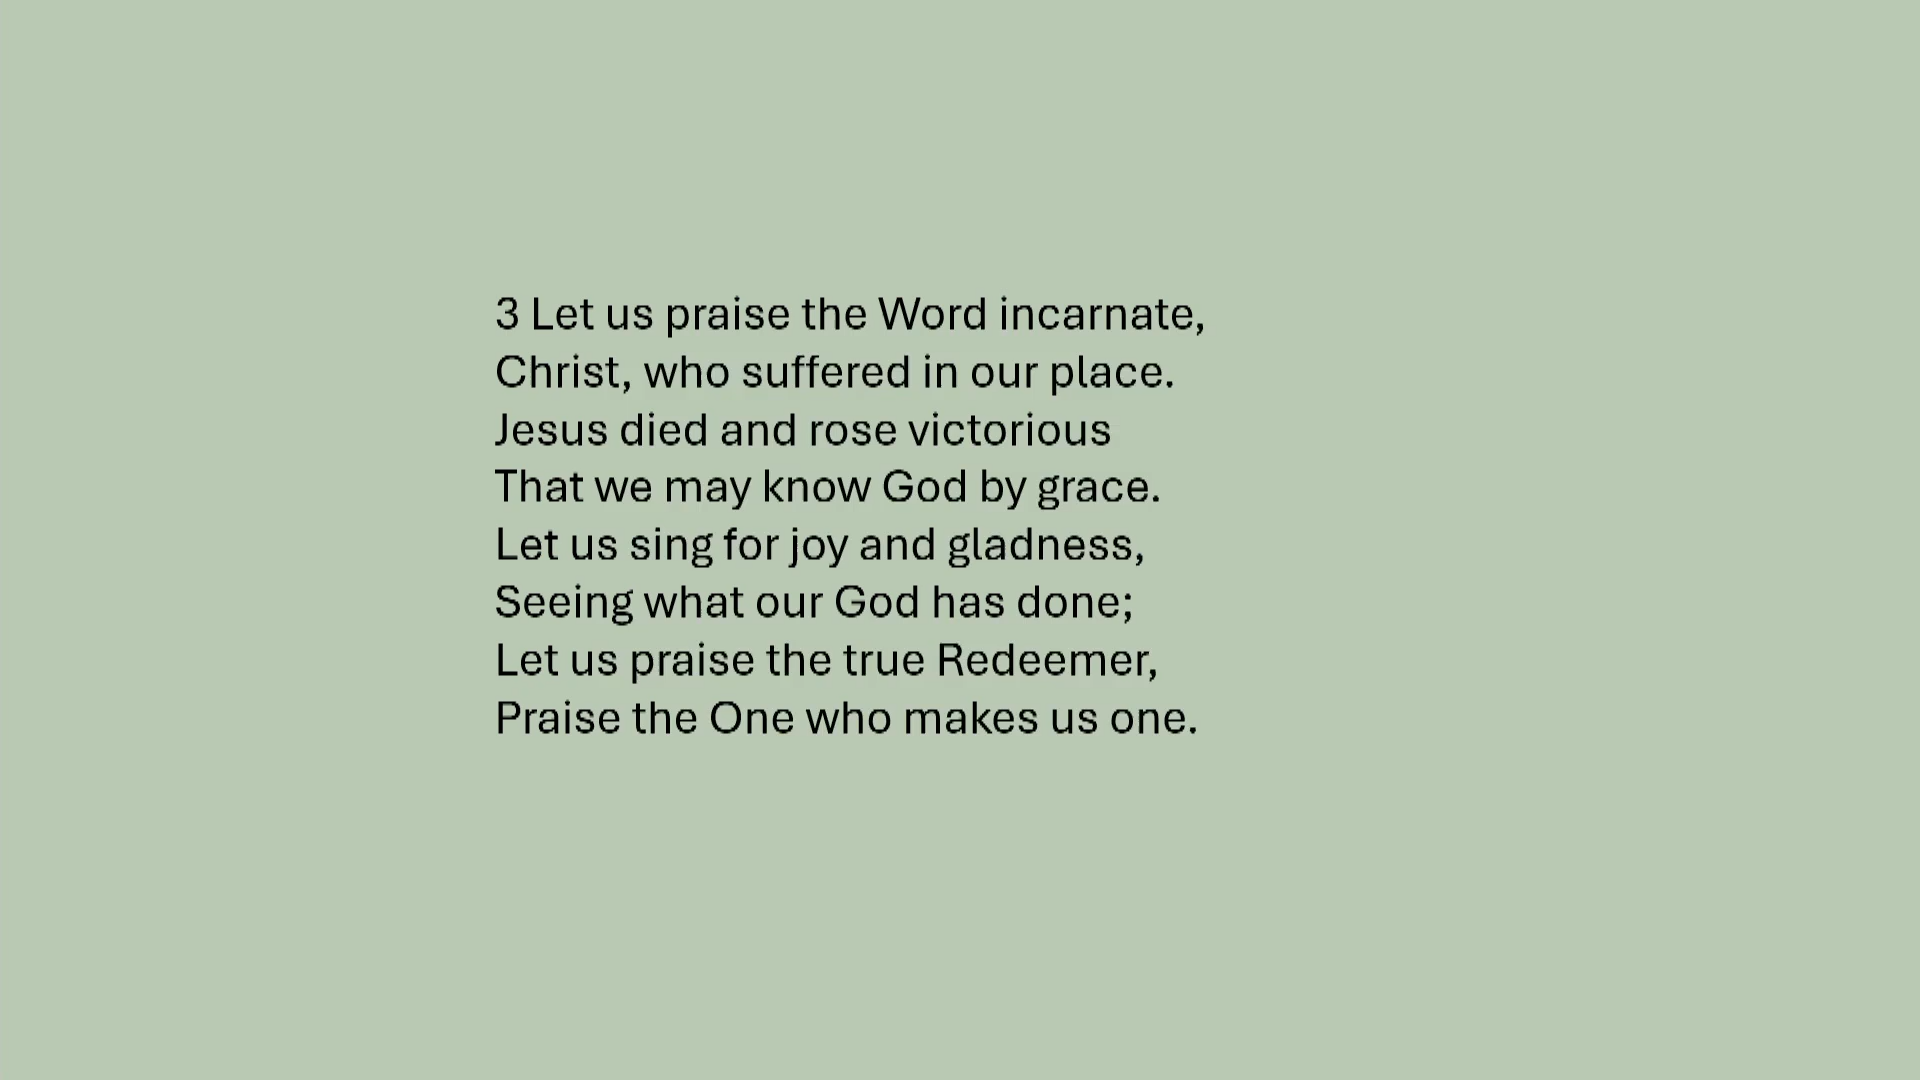 3 Let us praise the Word incarnate,
Christ, who suffered in our place.
Jesus died and rose victorious
That we may know God by grace.
Let us sing for joy and gladness,
Seeing what our God has done;
Let us praise the true Redeemer,
Praise the One who makes us one.